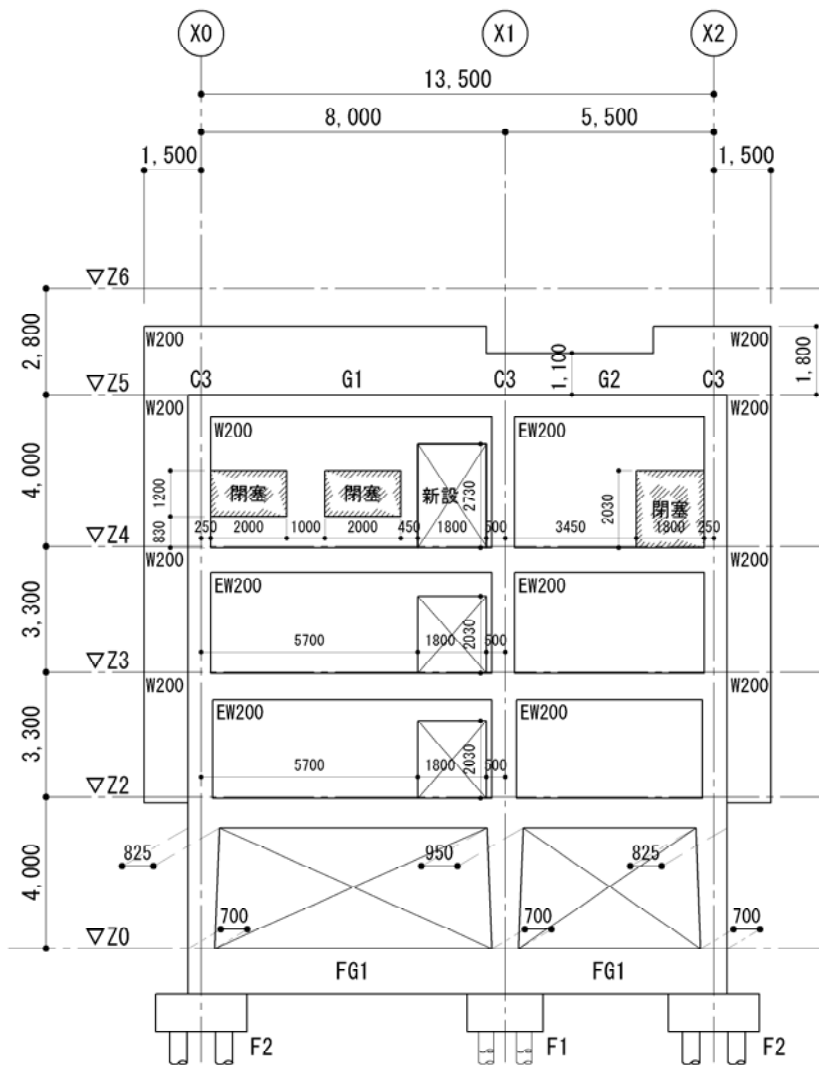 X0 X1 X2
13,500
8,000 5,500
1,500 1,500
▽Z6
2,800
W200 W200
1,100
1,800
▽Z5 C3 G1 C3 G2 C3
W200 W200 EW200 W200
4,000
1200
閉塞 閉塞 新設 2730 2030 閉塞
830
250 2000 1000 2000 450 1800 500 3450 1800 250
▽Z4
W200 EW200 EW200 W200
3,300
5700 1800 2030 500
▽Z3
W200 EW200 EW200 W200
3,300
5700 1800 2030 500
▽Z2
825 950 825
4,000
700 700 700
▽Z0
FG1 FG1
F2 F1 F2